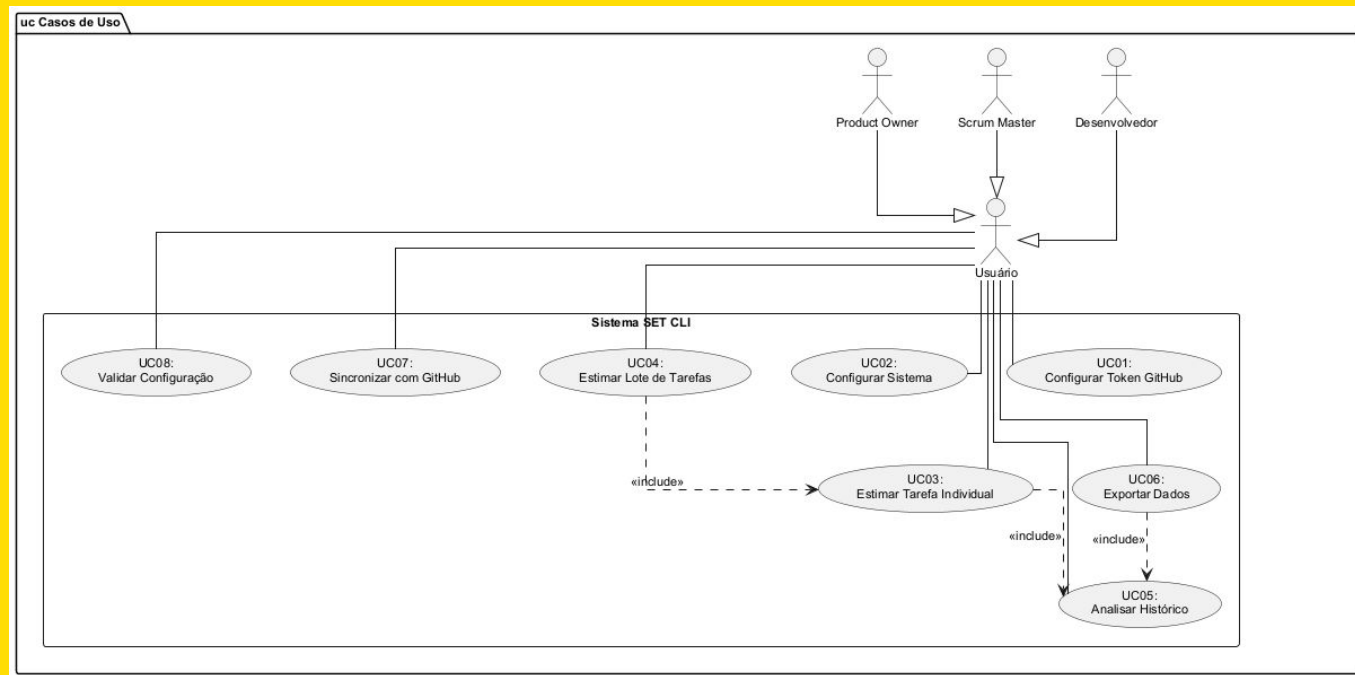 uc Casos de Uso
Product Owner
Scrum Master
Desenvolvedor
Usuário
Sistema SET CLI
UC08:
Validar Configuração
UC07:
Sincronizar com GitHub
UC04:
Estimar Lote de Tarefas
UC02:
Configurar Sistema
UC01:
Configurar Token GitHub
«include»
UC03:
Estimar Tarefa Individual
UC06:
Exportar Dados
«include»
«include»
UC05:
Analisar Histórico